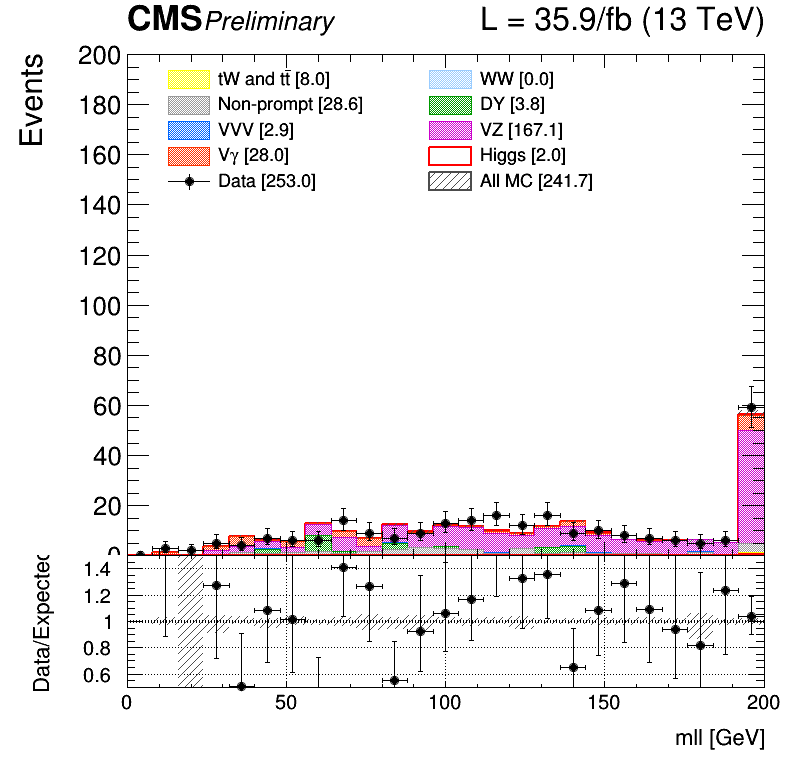 CMS Preliminary L = 35.9/fb (13 TeV)
Events
200
180
160
140
120
100
80
60
40
20
0
tW and tt̄ [8.0]
Non-prompt [28.6]
VVV [2.9]
Vγ [28.0]
Data [253.0]
WW [0.0]
DY [3.8]
VZ [167.1]
Higgs [2.0]
All MC [241.7]
Data/Expected
1.4
1.2
1
0.8
0.6
0 50 100 150 200
mll [GeV]